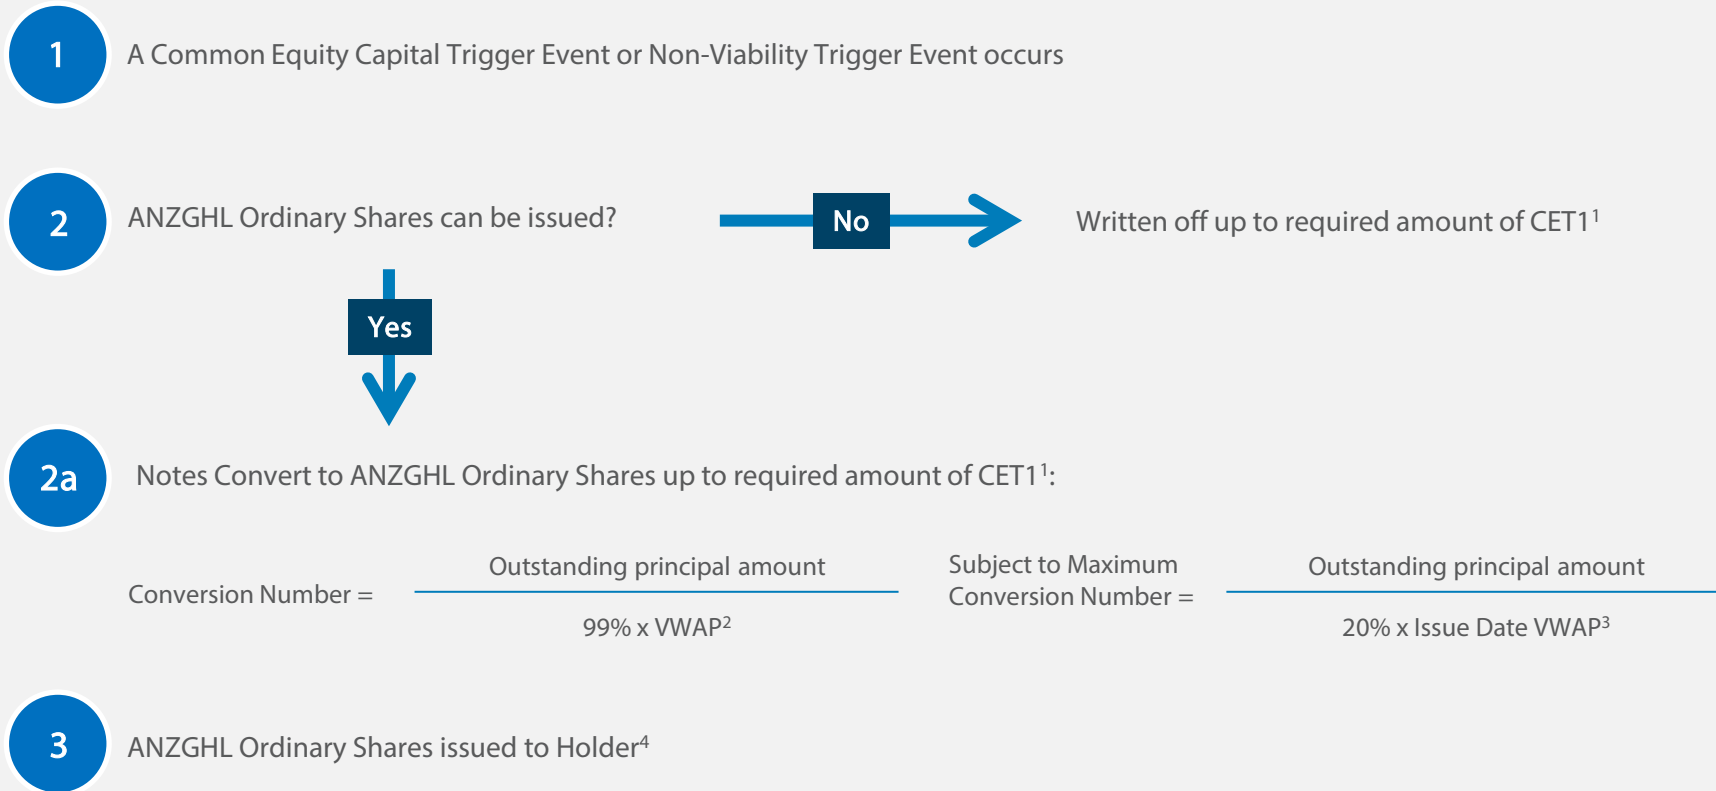 1
A Common Equity Capital Trigger Event or Non-Viability Trigger Event occurs
2
ANZGHL Ordinary Shares can be issued?
No
Written off up to required amount of CET1¹
Yes
2a
Notes Convert to ANZGHL Ordinary Shares up to required amount of CET1¹:
Conversion Number =
Outstanding principal amount
99% x VWAP²
Subject to Maximum
Conversion Number =
Outstanding principal amount
20% x Issue Date VWAP³
3
ANZGHL Ordinary Shares issued to Holder⁴